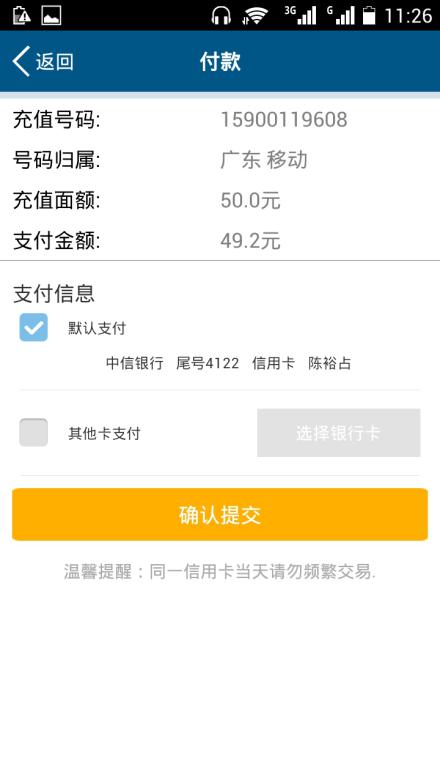 3G G 11:26
返回 付款
充值号码: 15900119608
号码归属: 广东 移动
充值面额: 50.0元
支付金额: 49.2元
支付信息
默认支付
中信银行 尾号4122 信用卡 陈裕占
其他卡支付 选择银行卡
确认提交
温馨提醒：同一信用卡当天请勿频繁交易.